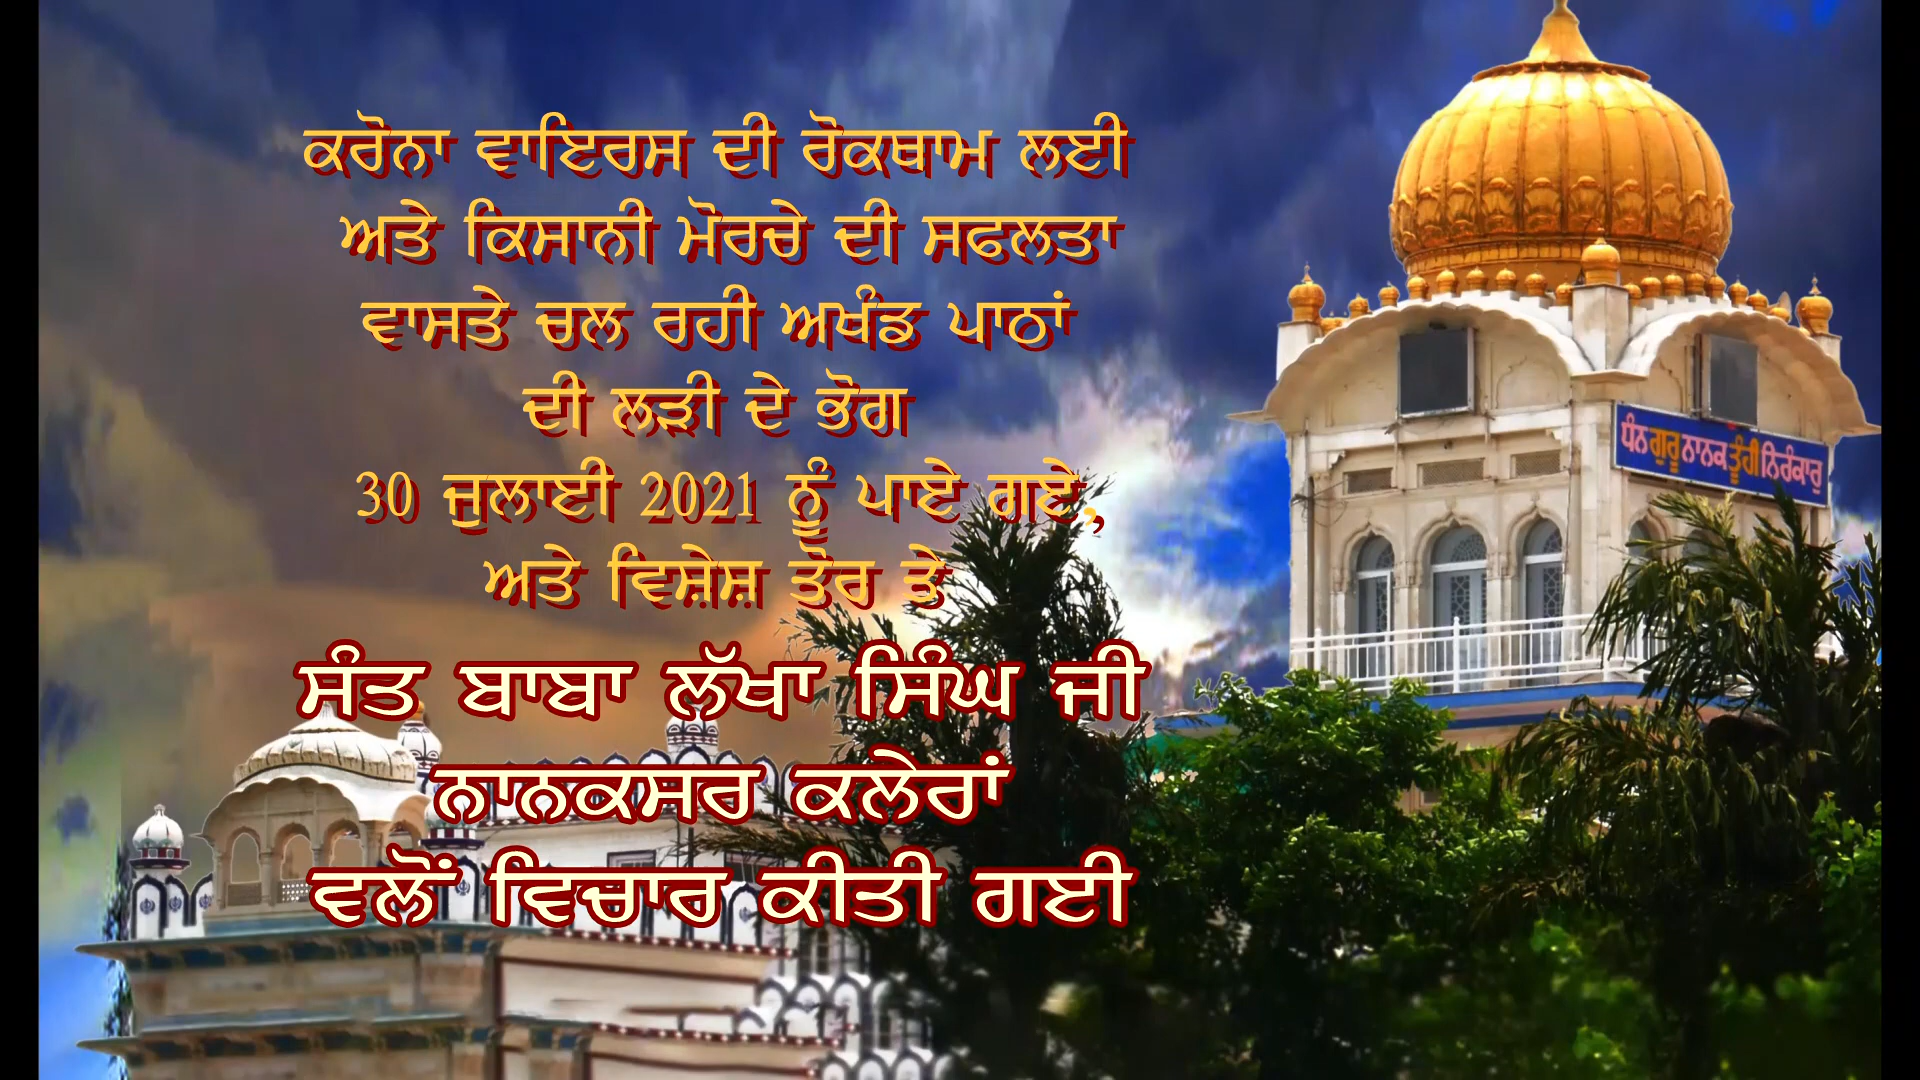 ਕਰੋਨਾ ਵਾਇਰਸ ਦੀ ਰੋਕਥਾਮ ਲਈ
ਅਤੇ ਕਿਸਾਨੀ ਮੋਰਚੇ ਦੀ ਸਫਲਤਾ
ਵਾਸਤੇ ਚਲ ਰਹੀ ਅਖੰਡ ਪਾਠਾਂ
ਦੀ ਲੜੀ ਦੇ ਭੋਗ
30 ਜੁਲਾਈ 2021 ਨੂੰ ਪਾਏ ਗਏ,
ਅਤੇ ਵਿਸ਼ੇਸ਼ ਤੋਰ ਤੇ
ਸੰਤ ਬਾਬਾ ਲੱਖਾ ਸਿੰਘ ਜੀ
ਨਾਨਕਸਰ ਕਲੇਰਾਂ
ਵਲੋਂ ਵਿਚਾਰ ਕੀਤੀ ਗਈ
ਧੰਨ ਗੁਰੂ ਨਾਨਕ ਤੂੰਹੀ ਨਿਰੰਕਾਰੁ